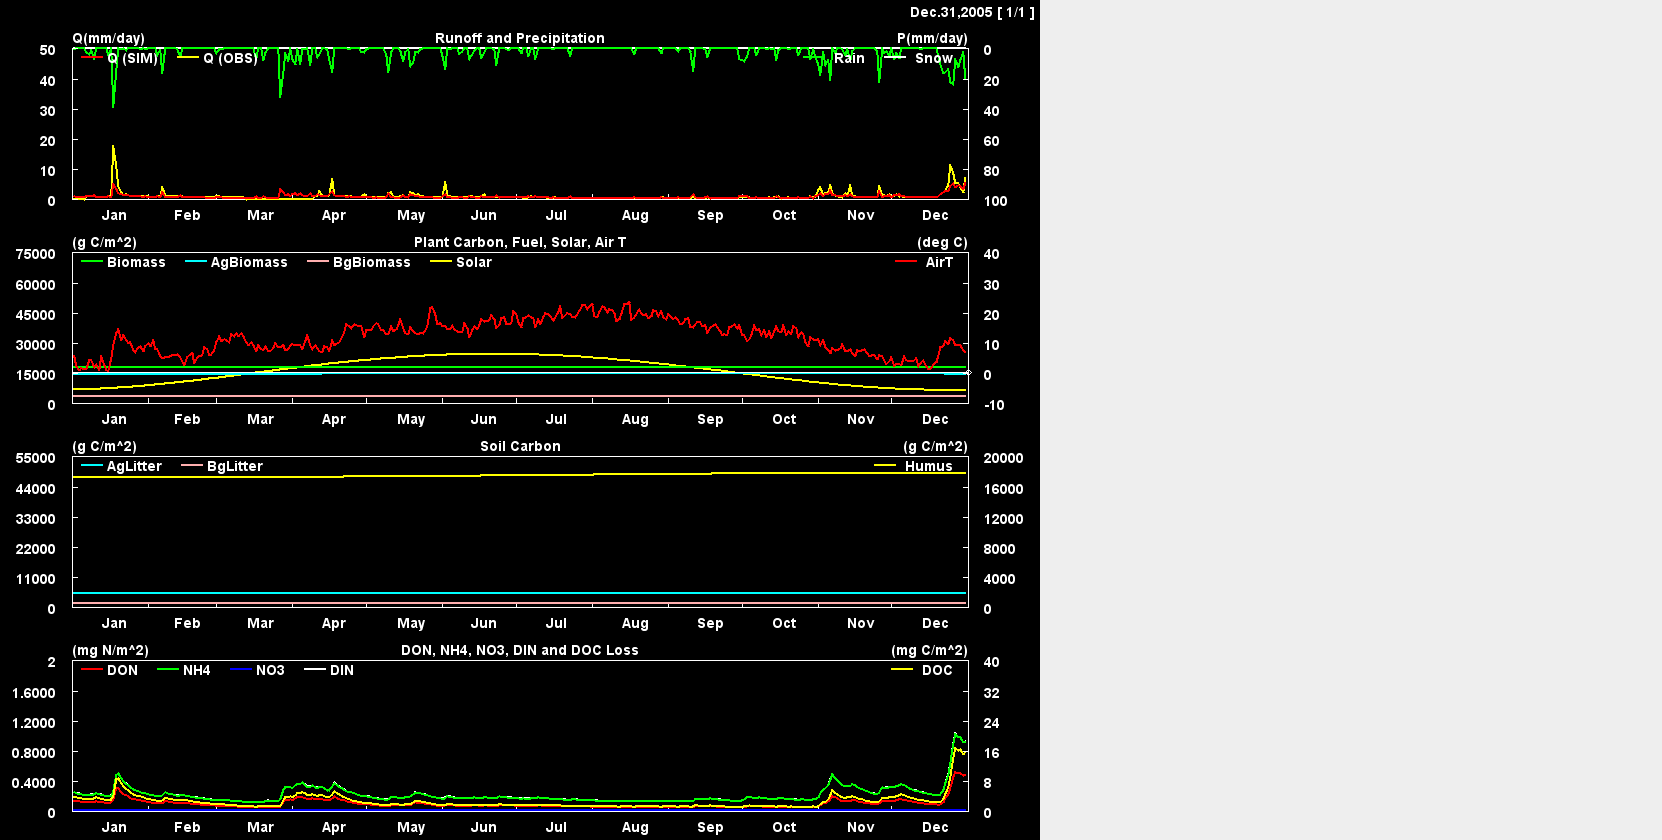 Dec.31,2005 [ 1/1 ]
Q(mm/day) Runoff and Precipitation P(mm/day)
50 0
Q (SIM) Q (OBS) Rain Snow
40 20
30 40
20 60
10 80
0 100
Jan Feb Mar Apr May Jun Jul Aug Sep Oct Nov Dec
(g C/m^2) Plant Carbon, Fuel, Solar, Air T (deg C)
75000 40
Biomass AgBiomass BgBiomass Solar AirT
60000 30
45000 20
30000 10
15000 0
0 -10
Jan Feb Mar Apr May Jun Jul Aug Sep Oct Nov Dec
(g C/m^2) Soil Carbon (g C/m^2)
55000 20000
AgLitter BgLitter Humus
44000 16000
33000 12000
22000 8000
11000 4000
0 0
Jan Feb Mar Apr May Jun Jul Aug Sep Oct Nov Dec
(mg N/m^2) DON, NH4, NO3, DIN and DOC Loss (mg C/m^2)
2 40
DON NH4 NO3 DIN DOC
1.6000 32
1.2000 24
0.8000 16
0.4000 8
0 0
Jan Feb Mar Apr May Jun Jul Aug Sep Oct Nov Dec